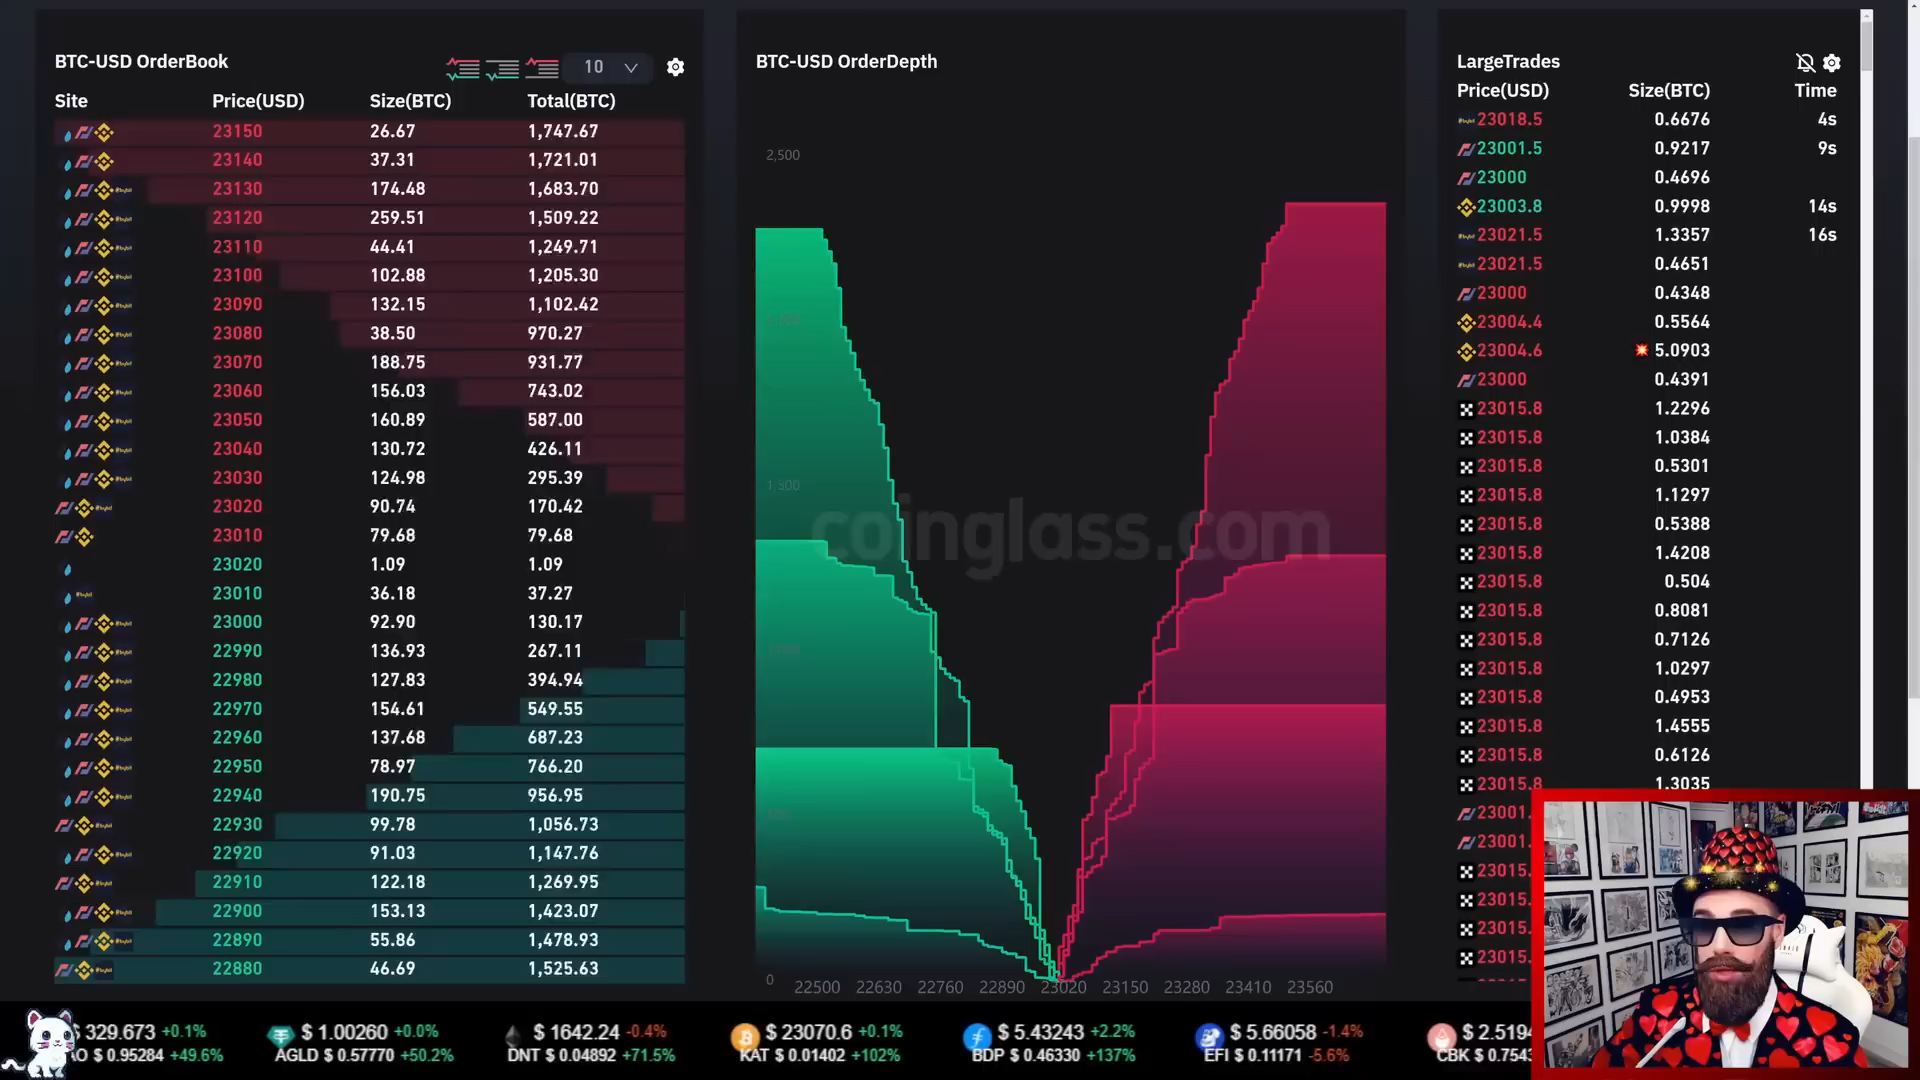 BTC-USD OrderBook
10
Site Price(USD) Size(BTC) Total(BTC)
23150 26.67 1,747.67
23140 37.31 1,721.01
23130 174.48 1,683.70
23120 259.51 1,509.22
23110 44.41 1,249.71
23100 102.88 1,205.30
23090 132.15 1,102.42
23080 38.50 970.27
23070 188.75 931.77
23060 156.03 743.02
23050 160.89 587.00
23040 130.72 426.11
23030 124.98 295.39
23020 90.74 170.42
23010 79.68 79.68
23020 1.09 1.09
23010 36.18 37.27
23000 92.90 130.17
22990 136.93 267.11
22980 127.83 394.94
22970 154.61 549.55
22960 137.68 687.23
22950 78.97 766.20
22940 190.75 956.95
22930 99.78 1,056.73
22920 91.03 1,147.76
22910 122.18 1,269.95
22900 153.13 1,423.07
22890 55.86 1,478.93
22880 46.69 1,525.63
BTC-USD OrderDepth
2,500
1,300
0
22500 22630 22760 22890 23020 23150 23280 23410 23560
coinglass.com
LargeTrades
Price(USD) Size(BTC) Time
23018.5 0.6676 4s
23001.5 0.9217 9s
23000 0.4696
23003.8 0.9998 14s
23021.5 1.3357 16s
23021.5 0.4651
23000 0.4348
23004.4 0.5564
23004.6 5.0903
23000 0.4391
23015.8 1.2296
23015.8 1.0384
23015.8 0.5301
23015.8 1.1297
23015.8 0.5388
23015.8 1.4208
23015.8 0.504
23015.8 0.8081
23015.8 0.7126
23015.8 1.0297
23015.8 0.4953
23015.8 1.4555
23015.8 0.6126
23015.8 1.3035
23001.
23001.
23015.
23015.
23015.
23015.
$ 329.673 +0.1% $ 1.00260 +0.0% $ 1642.24 -0.4% $ 23070.6 +0.1% $ 5.43243 +2.2% $ 5.66058 -1.4% $ 2.5194
$ 0.95284 +49.6% AGLD $ 0.57770 +50.2% DNT $ 0.04892 +71.5% KAT $ 0.01402 +102% BDP $ 0.46330 +137% EFI $ 0.11171 -5.6% CBK $ 0.7543